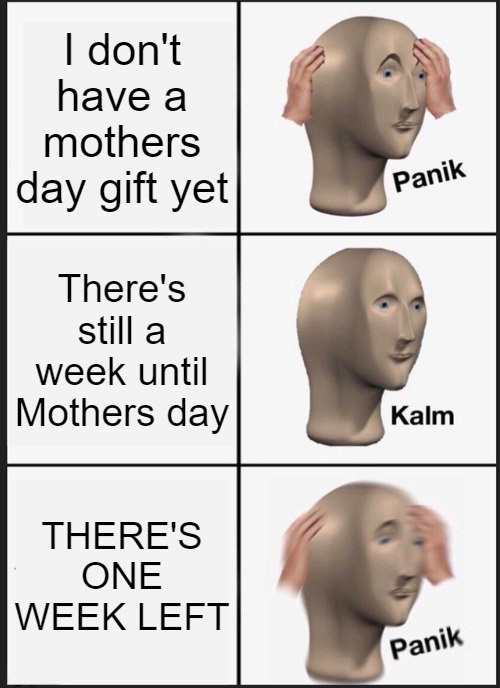 I don't
have a
mothers
day gift yet
Panik
There's
still a
week until
Mothers day
Kalm
THERE'S
ONE
WEEK LEFT
Panik